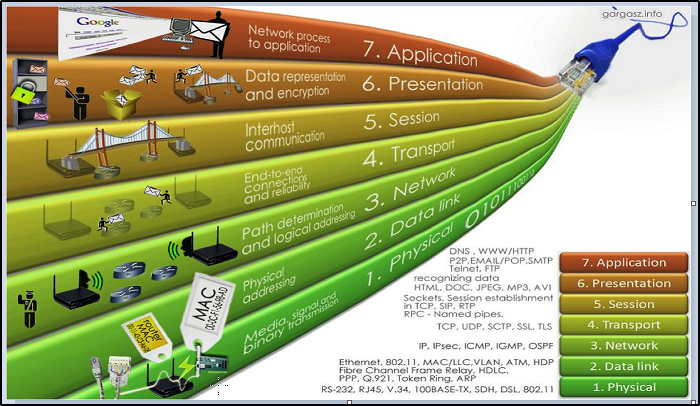 gargasz.info
Google
Network process
to application
7. Application
Data representation
and encryption
6. Presentation
Interhost
communication
5. Session
End-to-end
connections
and reliability
4. Transport
Path determination
and logical addressing
3. Network
Physical
addressing
2. Data link
Media, signal and
binary transmission
1. Physical
MAC
router
MAC
DNS , WWW/HTTP
P2P,EMAIL/POP,SMTP
Telnet, FTP
recognizing data
HTML, DOC, JPEG, MP3, AVI
Sockets. Session establishment
in TCP, SIP, RTP
RPC - Named pipes.
TCP, UDP, SCTP, SSL, TLS
IP, IPsec, ICMP, IGMP, OSPF
Ethernet, 802.11, MAC/LLC,VLAN, ATM, HDP
Fibre Channel Frame Relay, HDLC,
PPP, Q.921, Token Ring, ARP
RS-232, RJ45, V.34, 100BASE-TX, SDH, DSL, 802.11
7. Application
6. Presentation
5. Session
4. Transport
3. Network
2. Data link
1. Physical